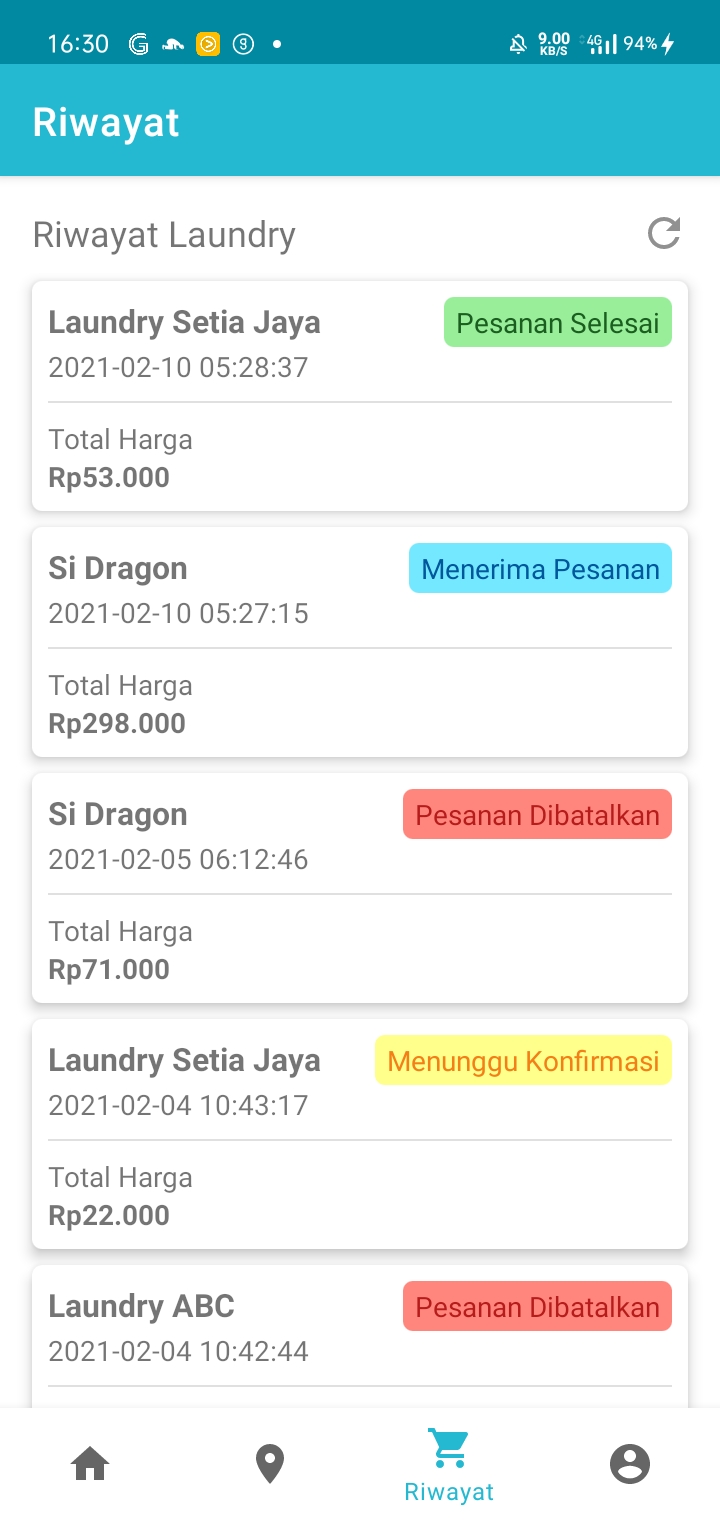 16:30
9.00
KB/S
4G
94%
Riwayat
Riwayat Laundry
Laundry Setia Jaya
Pesanan Selesai
2021-02-10 05:28:37
Total Harga
Rp53.000
Si Dragon
Menerima Pesanan
2021-02-10 05:27:15
Total Harga
Rp298.000
Si Dragon
Pesanan Dibatalkan
2021-02-05 06:12:46
Total Harga
Rp71.000
Laundry Setia Jaya
Menunggu Konfirmasi
2021-02-04 10:43:17
Total Harga
Rp22.000
Laundry ABC
Pesanan Dibatalkan
2021-02-04 10:42:44
Riwayat